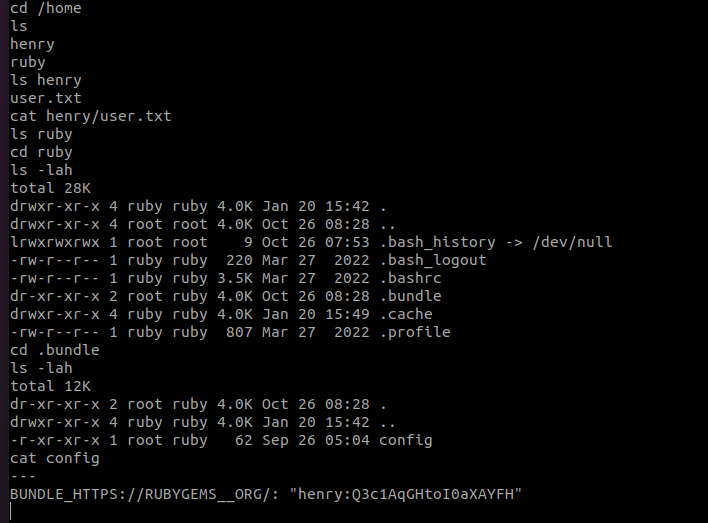 cd /home
ls
henry
ruby
ls henry
user.txt
cat henry/user.txt
ls ruby
cd ruby
ls -lah
total 28K
drwxr-xr-x 4 ruby ruby 4.0K Jan 20 15:42 .
drwxr-xr-x 4 root root 4.0K Oct 26 08:28 ..
lrwxrwxrwx 1 root root    9 Oct 26 07:53 .bash_history -> /dev/null
-rw-r--r-- 1 ruby ruby  220 Mar 27  2022 .bash_logout
-rw-r--r-- 1 ruby ruby 3.5K Mar 27  2022 .bashrc
dr-xr-xr-x 2 root ruby 4.0K Oct 26 08:28 .bundle
drwxr-xr-x 4 ruby ruby 4.0K Jan 20 15:49 .cache
-rw-r--r-- 1 ruby ruby  807 Mar 27  2022 .profile
cd .bundle
ls -lah
total 12K
dr-xr-xr-x 2 root ruby 4.0K Oct 26 08:28 .
drwxr-xr-x 4 ruby ruby 4.0K Jan 20 15:42 ..
-r-xr-xr-x 1 root ruby   62 Sep 26 05:04 config
cat config
---
BUNDLE_HTTPS://RUBYGEMS__ORG/: "henry:Q3c1AqGHtoI0aXAYFH"